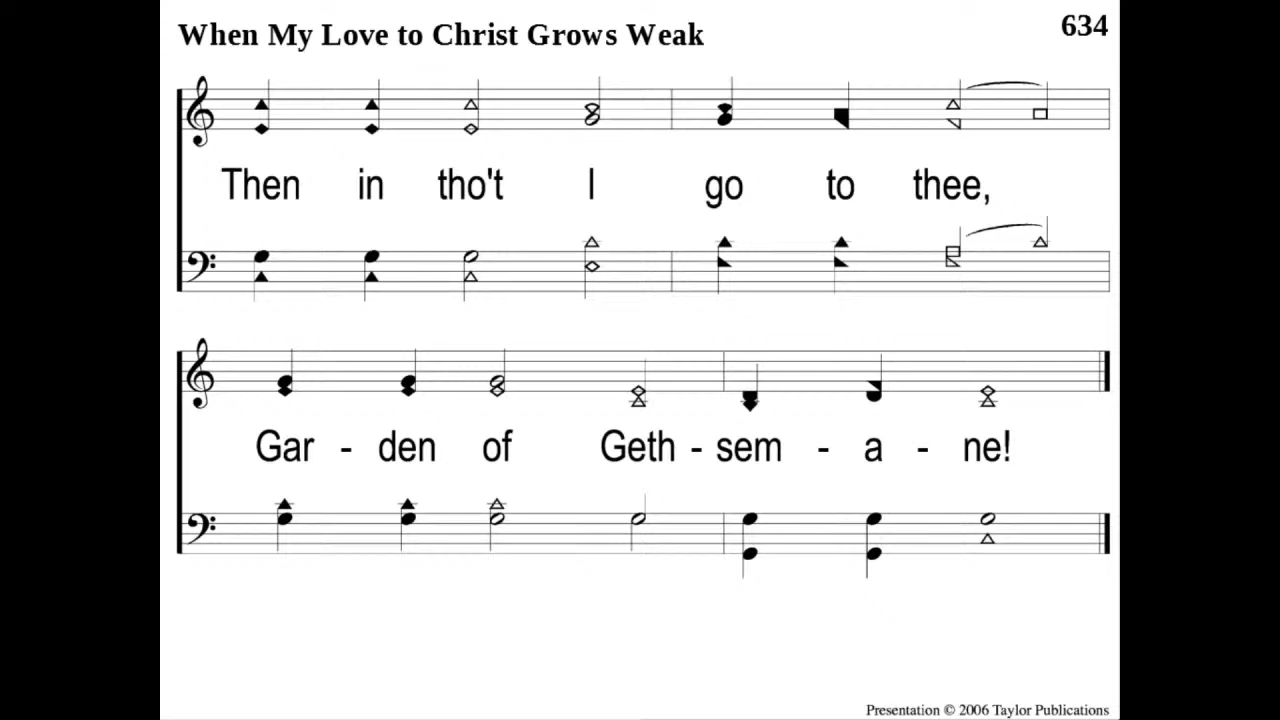 When My Love to Christ Grows Weak
634
Then in tho't I go to thee,
Gar - den of Geth - sem - a - ne!
Presentation © 2006 Taylor Publications